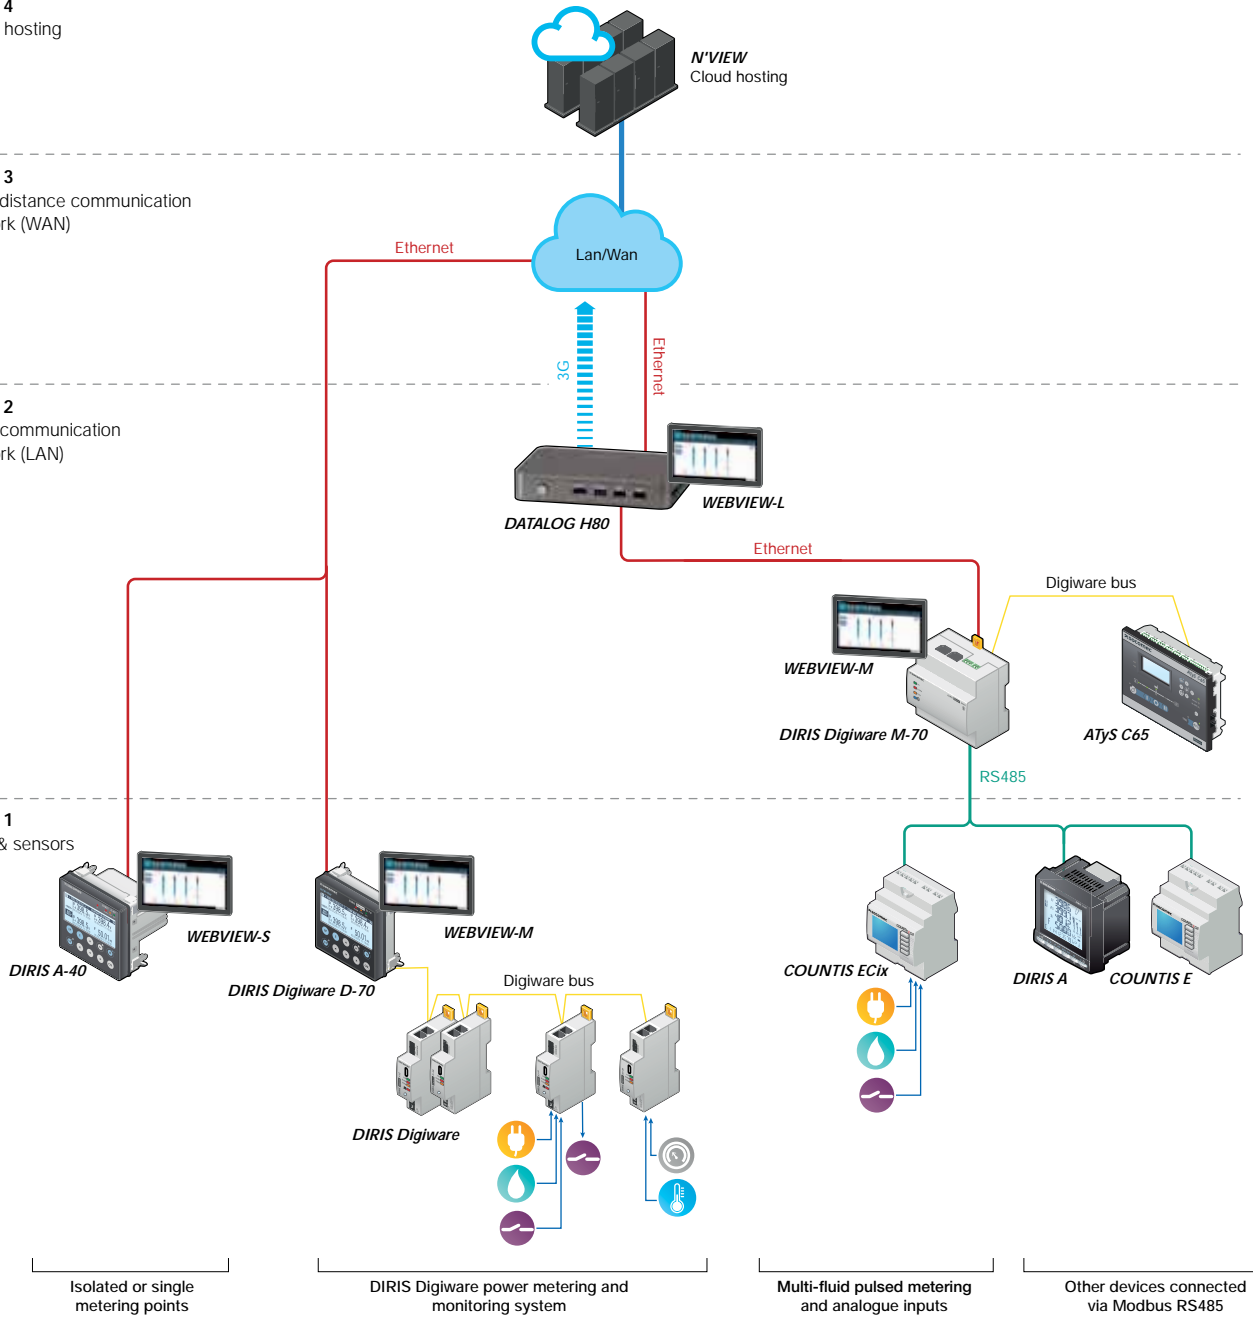 4
hosting
N'VIEW
Cloud hosting
3
distance communication
rk (WAN)
Ethernet
Lan/Wan
3G
Ethernet
2
communication
rk (LAN)
WEBVIEW-L
DATALOG H80
Ethernet
Digiware bus
WEBVIEW-M
DIRIS Digiware M-70
ATyS C65
RS485
1
& sensors
WEBVIEW-S
WEBVIEW-M
DIRIS A-40
DIRIS Digiware D-70
COUNTIS ECix
DIRIS A
COUNTIS E
Digiware bus
DIRIS Digiware
Isolated or single
metering points
DIRIS Digiware power metering and
monitoring system
Multi-fluid pulsed metering
and analogue inputs
Other devices connected
via Modbus RS485